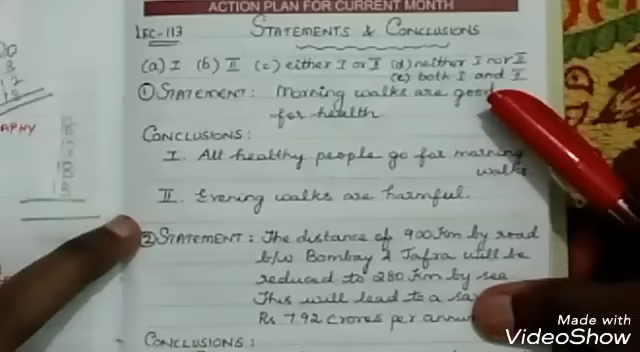 ACTION PLAN FOR CURRENT MONTH
LEC-113
STATEMENTS & CONCLUSIONS
(a) I (b) II (c) either I or II (d) neither I nor II
(e) both I and II
① STATEMENT: Morning walks are good
for health
CONCLUSIONS:
I. All healthy people go for morning
walks.
II. Evening walks are harmful.
② STATEMENT: The distance of 900 Km by road
b/w Bombay & Jafra will be
reduced to 280 Km by sea
This will lead to a
Rs. 7.92 crores per
CONCLUSIONS:
Made with
VideoShow